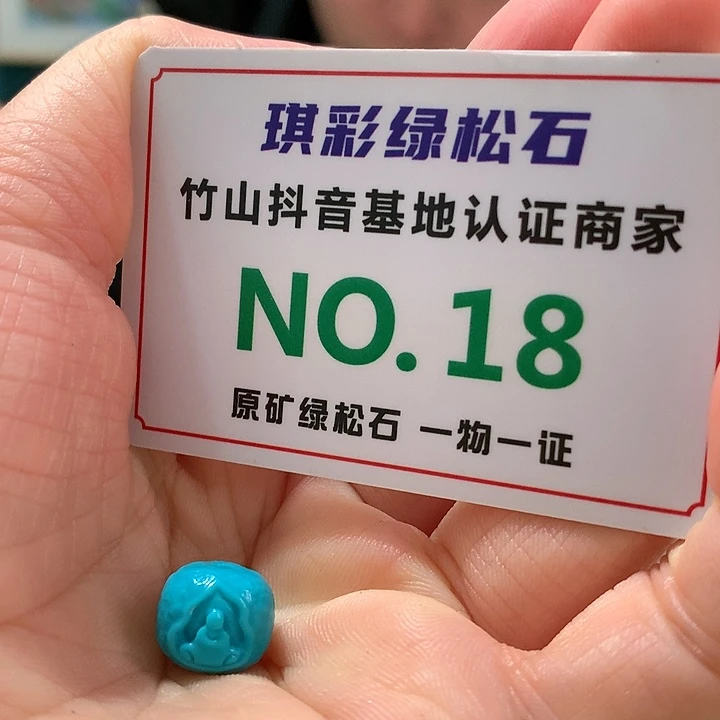 琪彩绿松石
竹山抖音基地认证商家
NO.18
原矿绿松石 一物一证